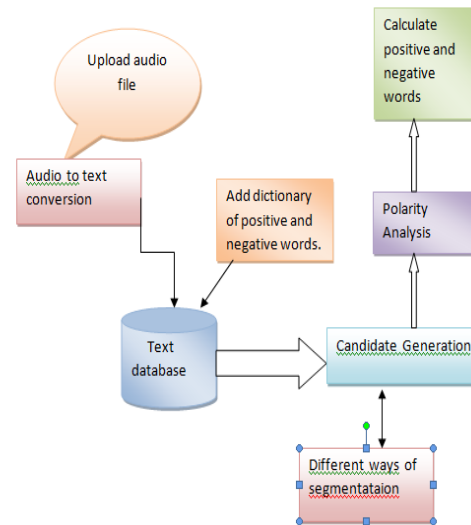 Upload audio
file
Audio to text
conversion
Add dictionary
of positive and
negative words.
Text
database
Calculate
positive and
negative
words
Polarity
Analysis
Candidate Generation
Different ways of
segmentataion